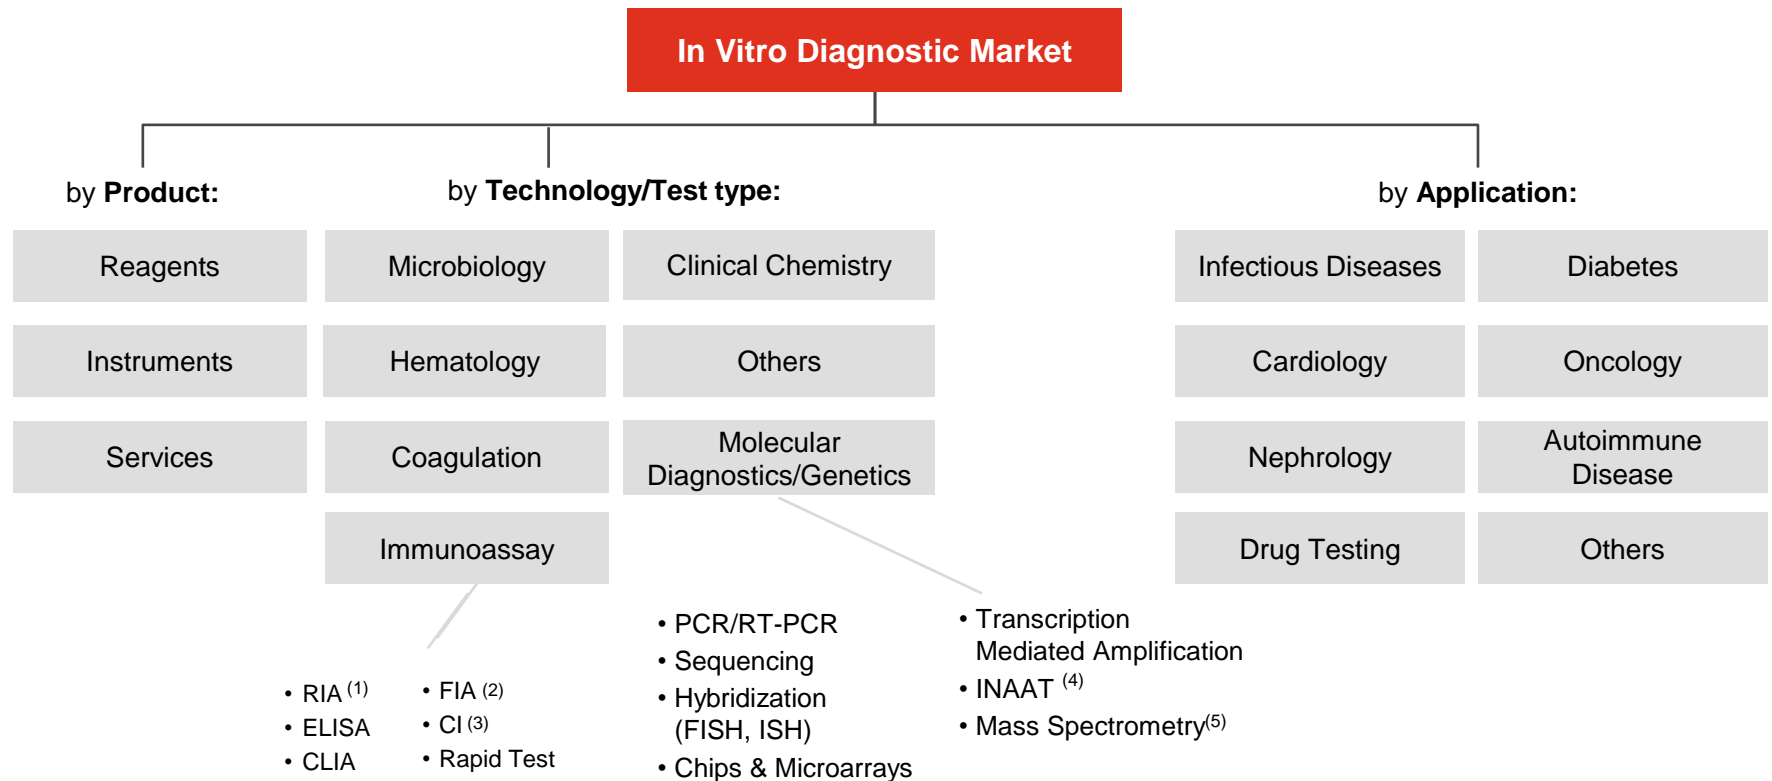 In Vitro Diagnostic Market
by Product:
Reagents
Instruments
Services
by Technology/Test type:
Microbiology
Clinical Chemistry
Hematology
Others
Coagulation
Molecular
Diagnostics/Genetics
Immunoassay
• RIA (1)
• ELISA
• CLIA
• FIA (2)
• CI (3)
• Rapid Test
• PCR/RT-PCR
• Sequencing
• Hybridization
(FISH, ISH)
• Chips & Microarrays
• Transcription
Mediated Amplification
• INAAT (4)
• Mass Spectrometry(5)
by Application:
Infectious Diseases
Diabetes
Cardiology
Oncology
Nephrology
Autoimmune
Disease
Drug Testing
Others